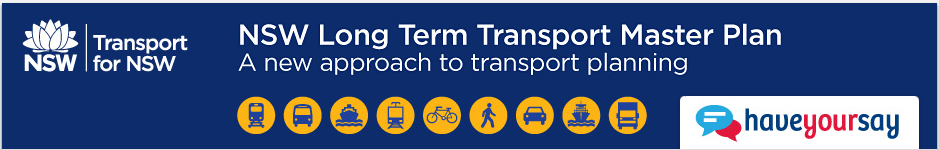 NSW
Transport
for NSW
NSW Long Term Transport Master Plan
A new approach to transport planning
haveyoursay